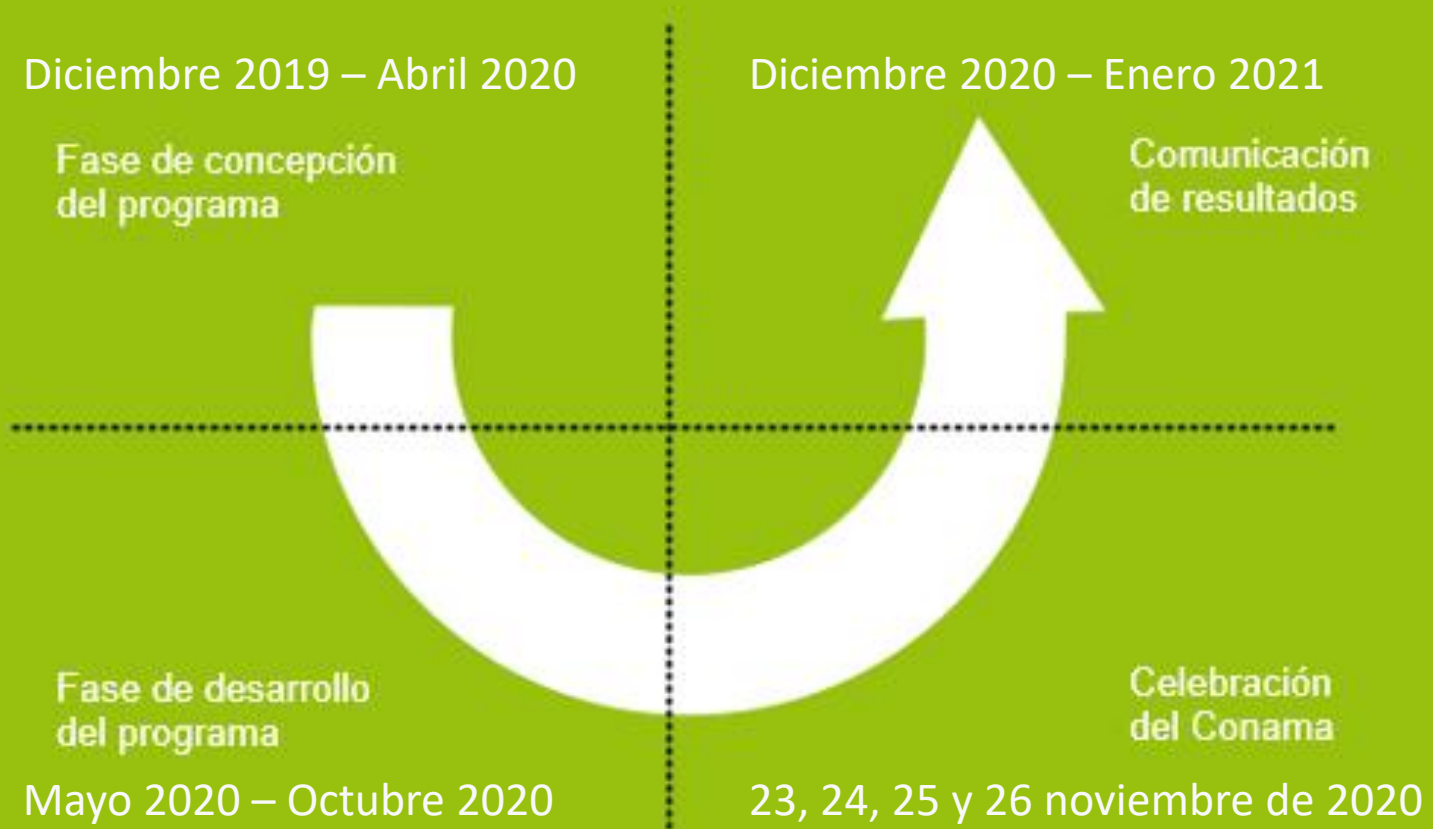 Diciembre 2019 – Abril 2020
Fase de concepción
del programa
Diciembre 2020 – Enero 2021
Comunicación
de resultados
Fase de desarrollo
del programa
Mayo 2020 – Octubre 2020
Celebración
del Conama
23, 24, 25 y 26 noviembre de 2020